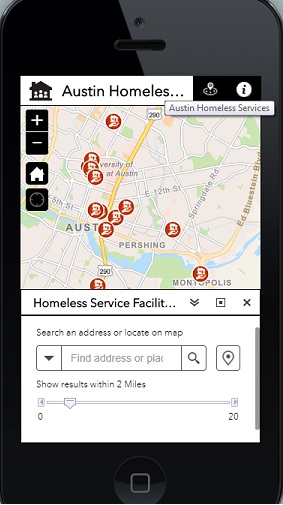 Austin Homeles...
Austin Homeless Services
+
290
−
University of
at Austin
E 12th St
Springdale Rd
Ed Bluestein Blvd
5th St
AUST
E
PERSHING
MONTOPOLIS
290
Homeless Service Facilit...
Search an address or locate on map
Find address or plac
Show results within 2 Miles
0 20